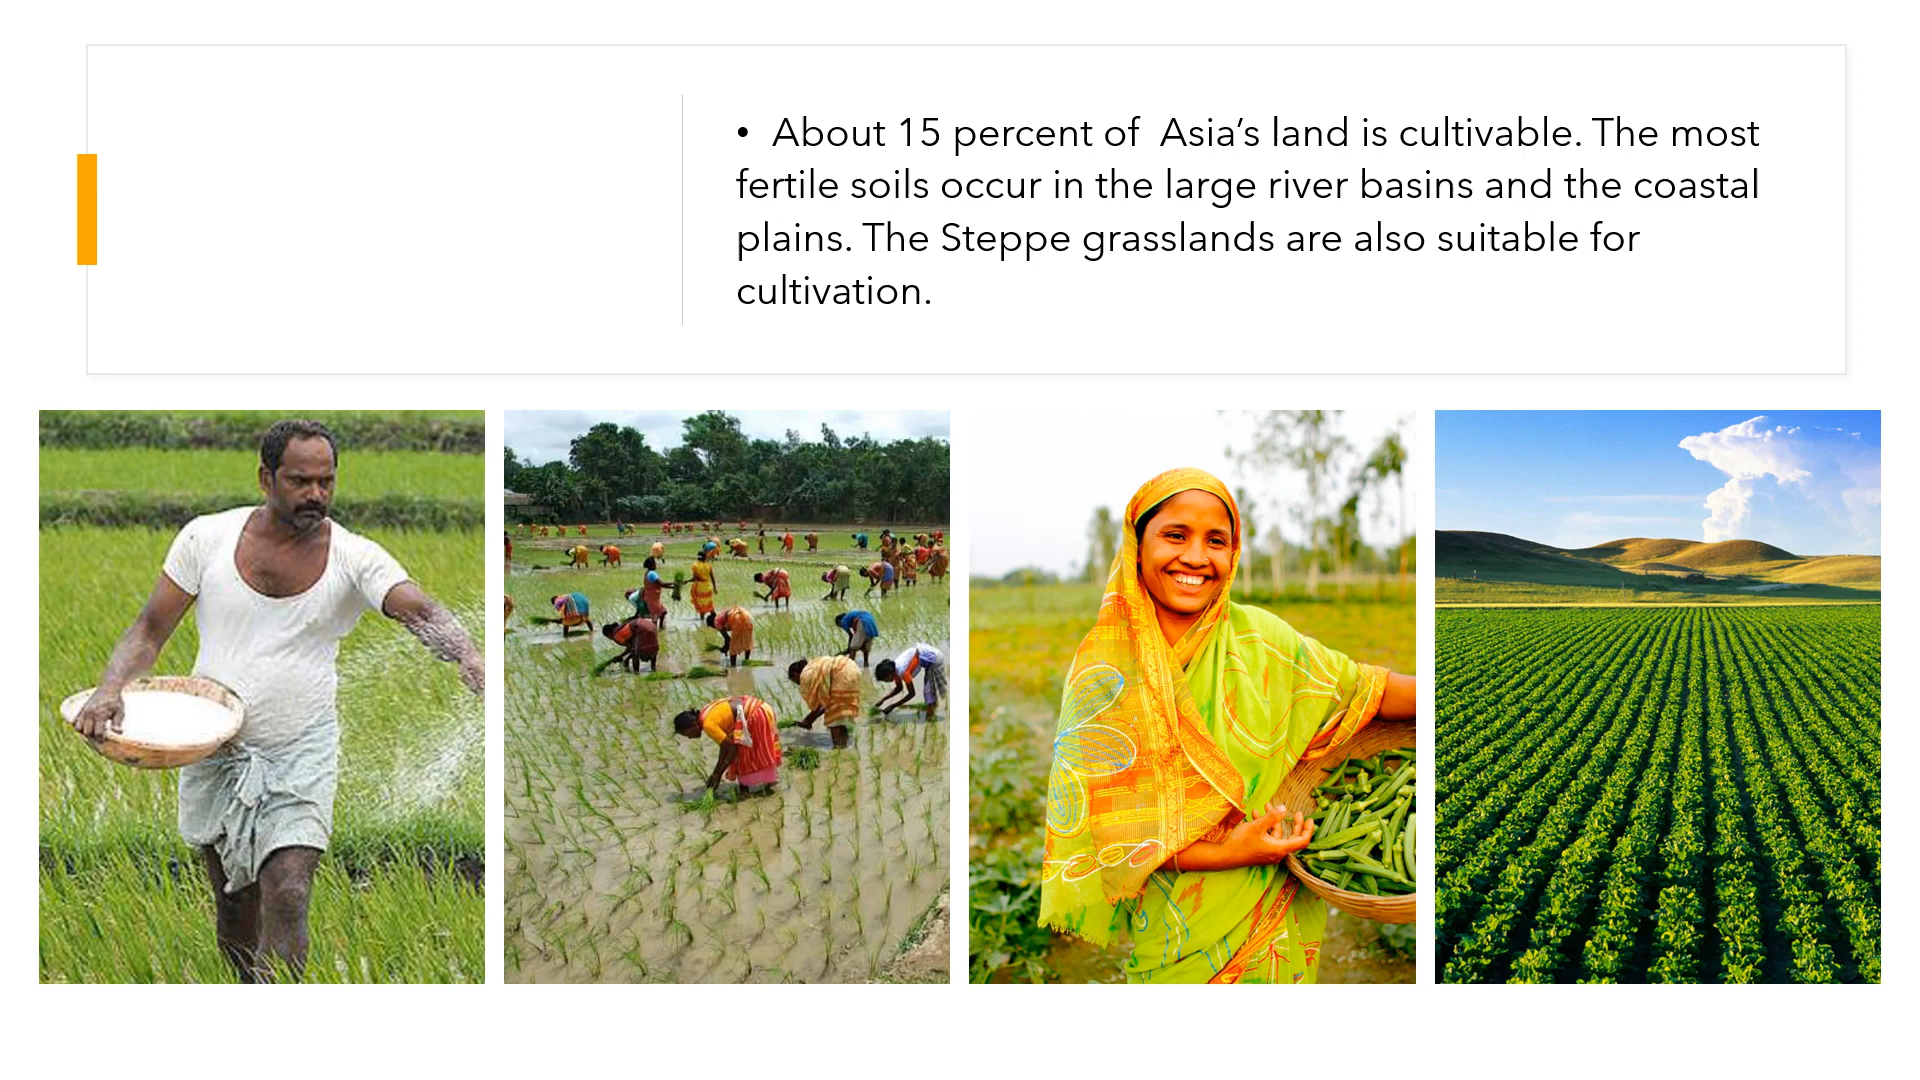 • About 15 percent of  Asia’s land is cultivable. The most
fertile soils occur in the large river basins and the coastal
plains. The Steppe grasslands are also suitable for
cultivation.